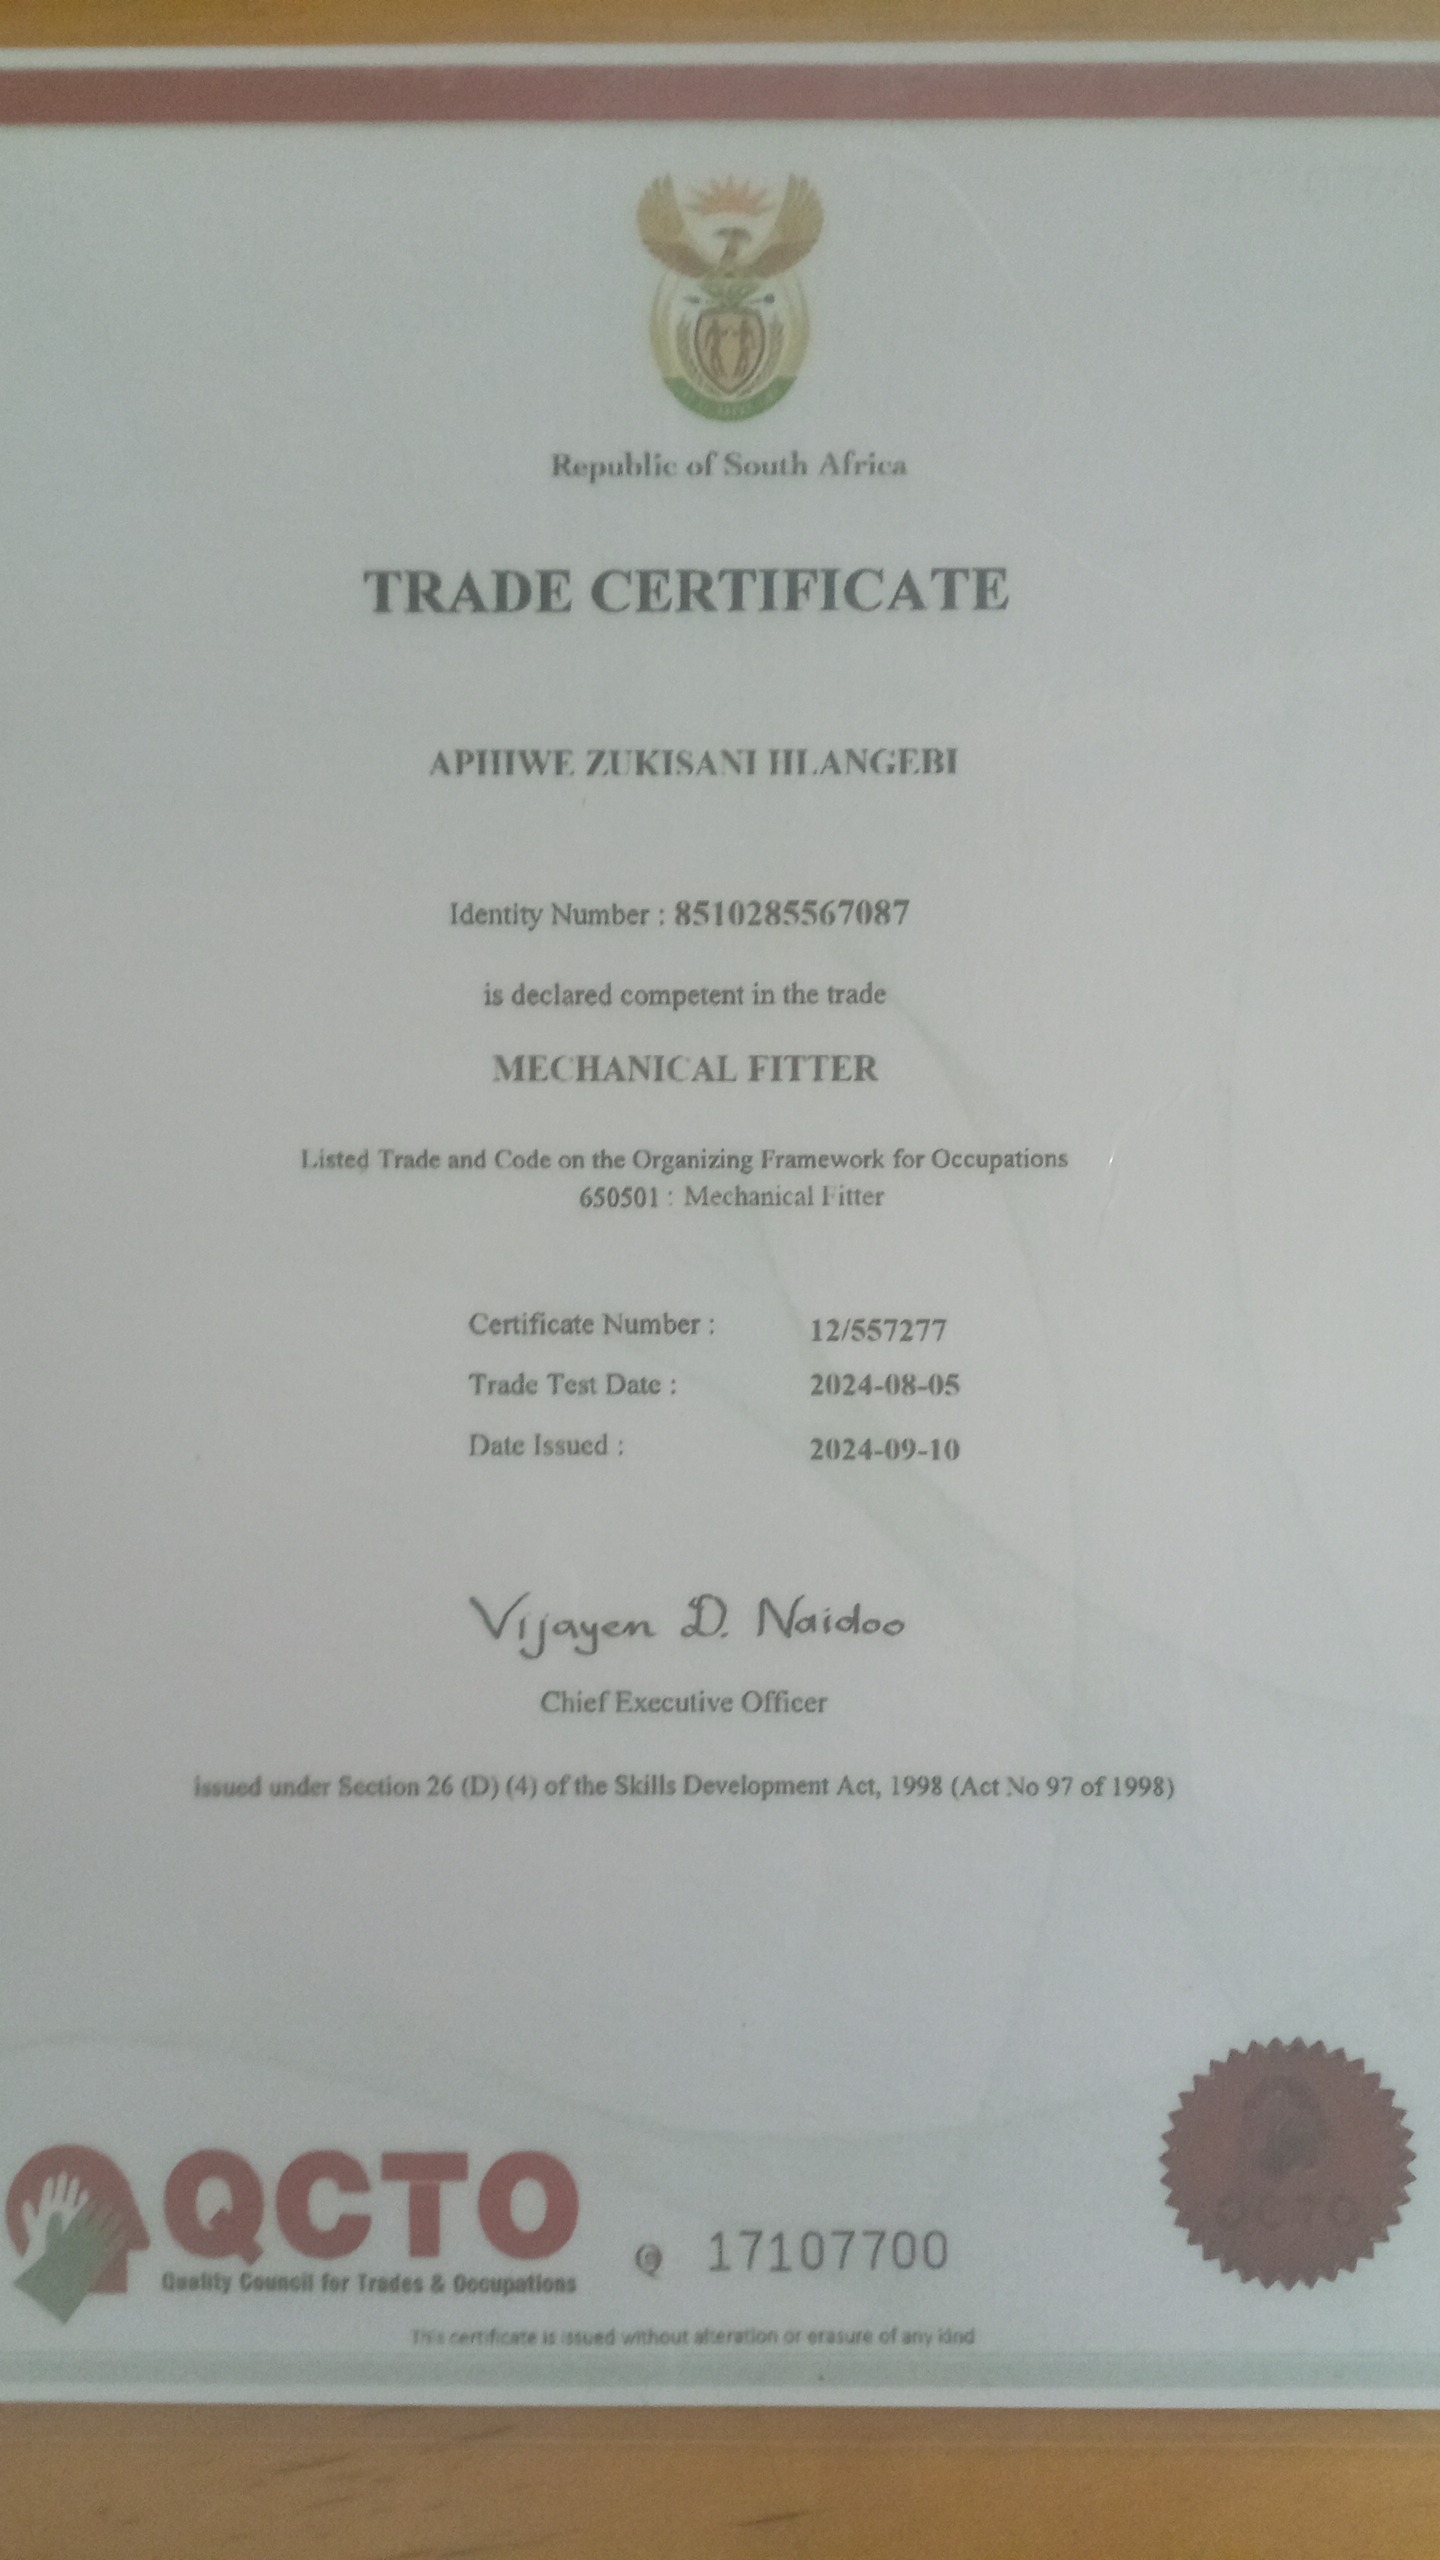 Republic of South Africa
TRADE CERTIFICATE
APHIWE ZUKISANI HLANGEBI
Identity Number : 8510285567087
is declared competent in the trade
MECHANICAL FITTER
Listed Trade and Code on the Organizing Framework for Occupations
650501 : Mechanical Fitter
Certificate Number : 12/557277
Trade Test Date : 2024-08-05
Date Issued : 2024-09-10
Vijayen D. Naidoo
Chief Executive Officer
issued under Section 26 (D) (4) of the Skills Development Act, 1998 (Act No 97 of 1998)
QCTO
QCTO
Quality Council for Trades & Occupations
Q 17107700
This certificate is issued without alteration or erasure of any kind